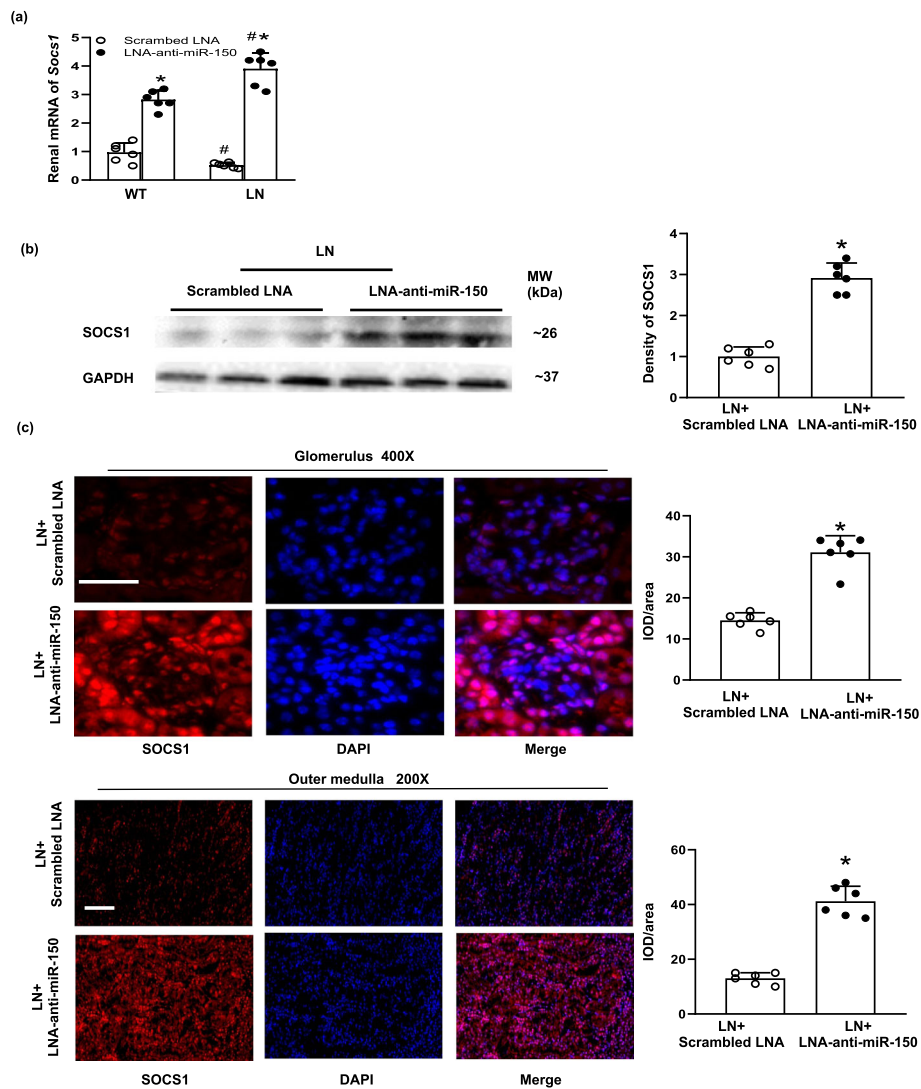 (a)
Scrambed LNA
LNA-anti-miR-150
Renal mRNA of Socs1
5
4
3
2
1
0
*
#*
#
WT
LN
(b)
LN
Scrambled LNA
LNA-anti-miR-150
MW
(kDa)
SOCS1
~26
GAPDH
~37
Density of SOCS1
4
3
2
1
0
*
LN+
Scrambled LNA
LN+
LNA-anti-miR-150
(c)
Glomerulus 400X
LN+
Scrambled LNA
LN+
LNA-anti-miR-150
SOCS1
DAPI
Merge
IOD/area
40
30
20
10
0
*
LN+
Scrambled LNA
LN+
LNA-anti-miR-150
Outer medulla 200X
LN+
Scrambled LNA
LN+
LNA-anti-miR-150
SOCS1
DAPI
Merge
IOD/area
60
40
20
0
*
LN+
Scrambled LNA
LN+
LNA-anti-miR-150